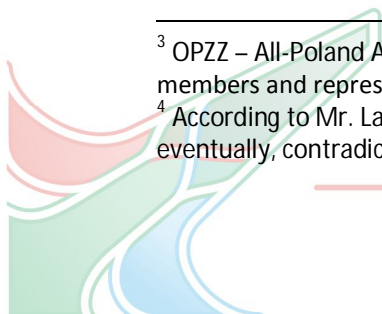 ³ OPZZ – All-Poland A
members and repres
⁴ According to Mr. La
eventually, contradic